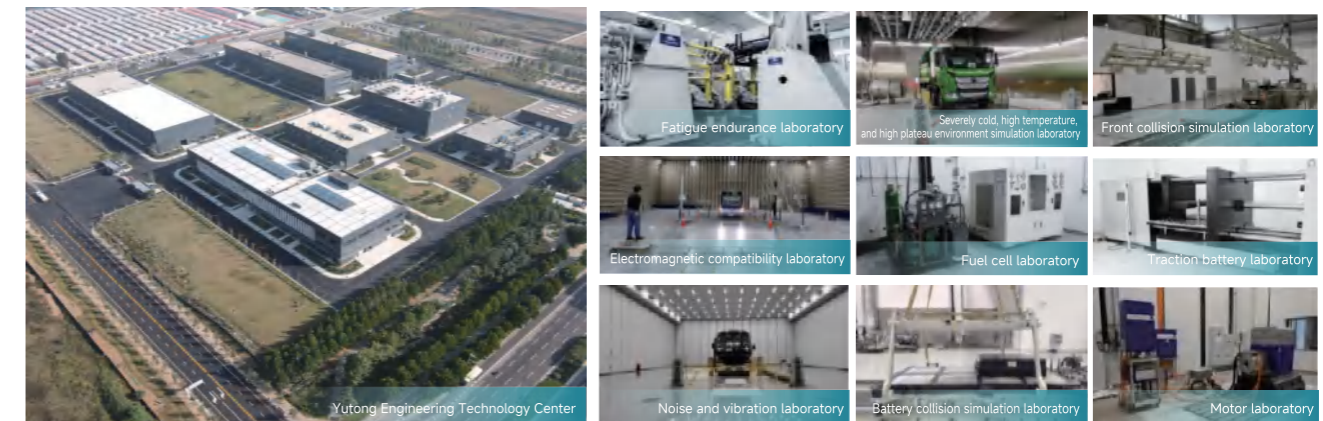 Yutong Engineering Technology Center
Fatigue endurance laboratory
Severely cold, high temperature,
and high plateau environment simulation laboratory
Front collision simulation laboratory
Electromagnetic compatibility laboratory
Fuel cell laboratory
Traction battery laboratory
Noise and vibration laboratory
Battery collision simulation laboratory
Motor laboratory